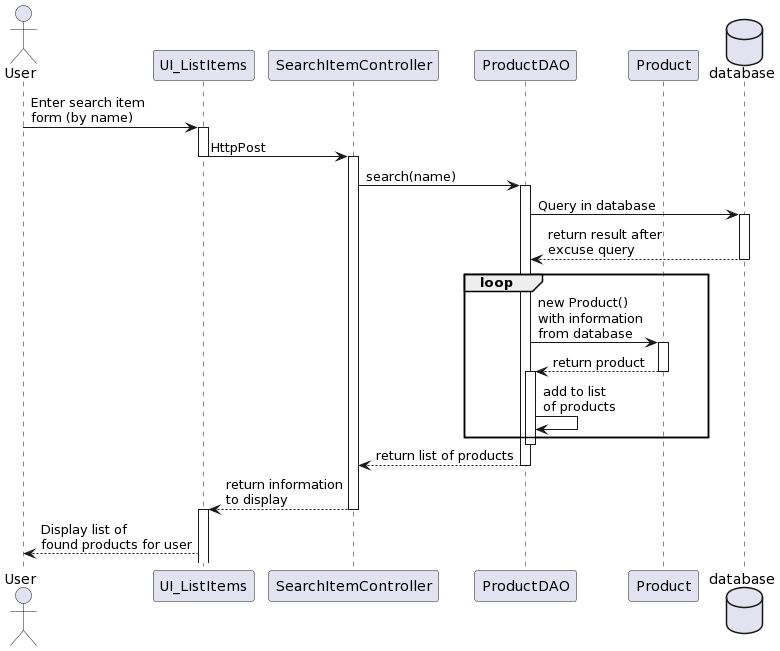 User
UI_ListItems
SearchItemController
ProductDAO
Product
database
Enter search item
form (by name)
HttpPost
search(name)
Query in database
return result after
excuse query
loop
new Product()
with information
from database
return product
add to list
of products
return list of products
return information
to display
Display list of
found products for user
User
UI_ListItems
SearchItemController
ProductDAO
Product
database